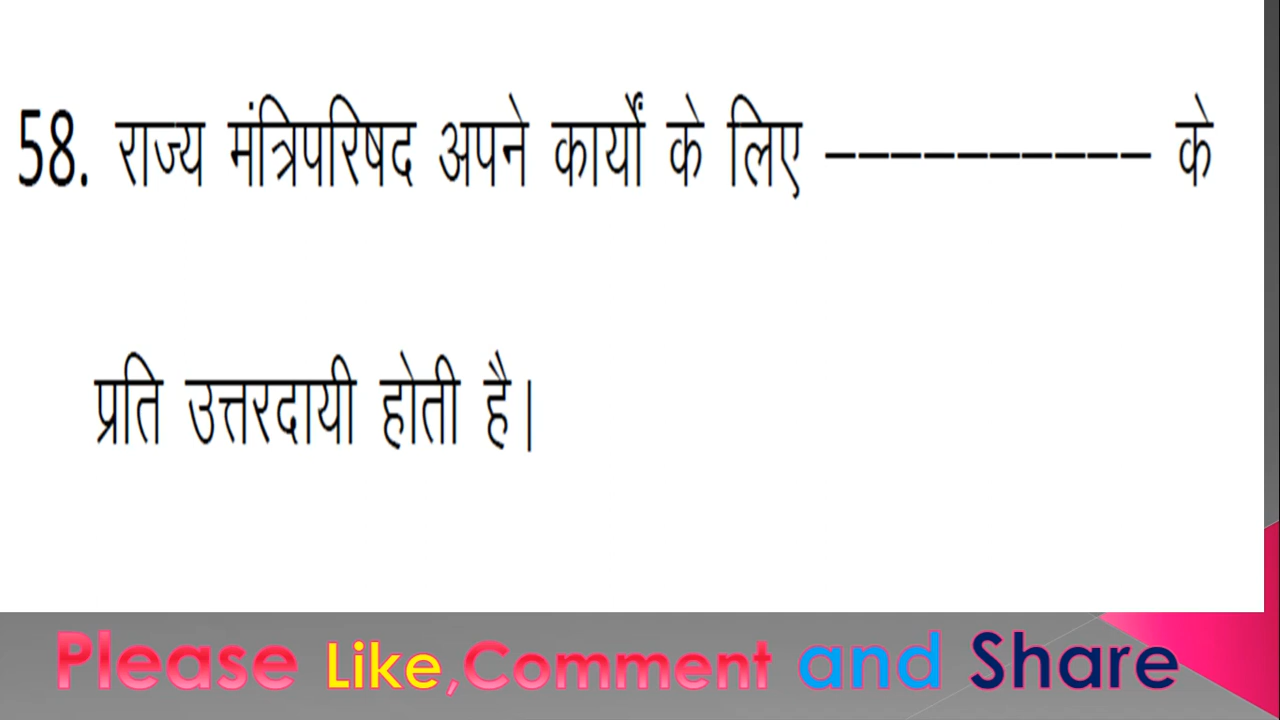 58. राज्य मंत्रिपरिषद अपने कार्यों के लिए ---------- के
प्रति उत्तरदायी होती है।
Please Like,Comment and Share